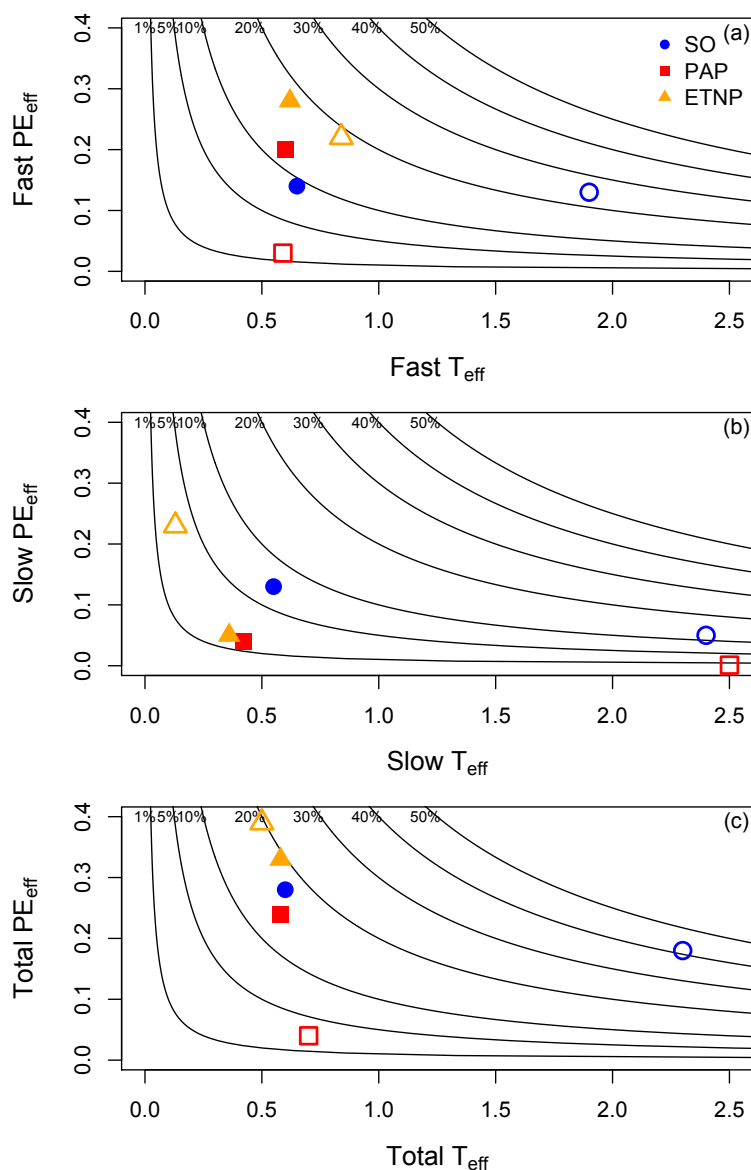 1% 5% 10% 20% 30% 40% 50% (a)
SO
PAP
ETNP
Fast PEeff
0.0 0.1 0.2 0.3 0.4
0.0 0.5 1.0 1.5 2.0 2.5
Fast Teff
1% 5% 10% 20% 30% 40% 50% (b)
Slow PEeff
0.0 0.1 0.2 0.3 0.4
0.0 0.5 1.0 1.5 2.0 2.5
Slow Teff
1% 5% 10% 20% 30% 40% 50% (c)
Total PEeff
0.0 0.1 0.2 0.3 0.4
0.0 0.5 1.0 1.5 2.0 2.5
Total Teff